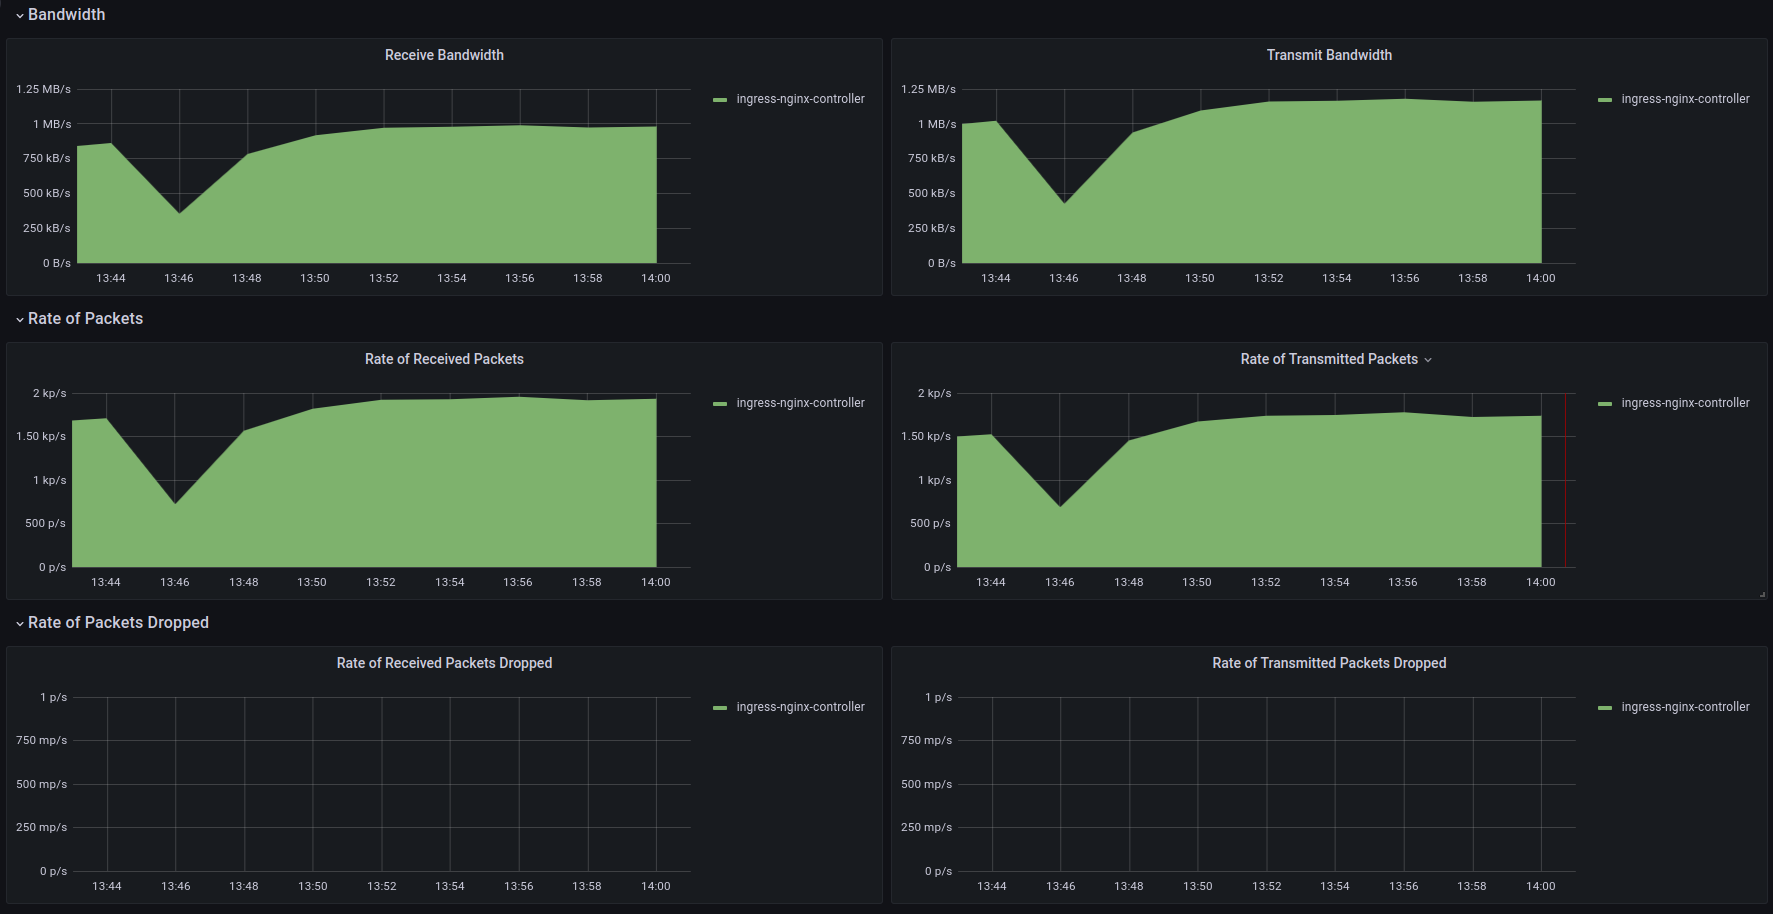 Bandwidth
Receive Bandwidth
1.25 MB/s
1 MB/s
750 kB/s
500 kB/s
250 kB/s
0 B/s
13:44 13:46 13:48 13:50 13:52 13:54 13:56 13:58 14:00
ingress-nginx-controller
Transmit Bandwidth
1.25 MB/s
1 MB/s
750 kB/s
500 kB/s
250 kB/s
0 B/s
13:44 13:46 13:48 13:50 13:52 13:54 13:56 13:58 14:00
ingress-nginx-controller
Rate of Packets
Rate of Received Packets
2 kp/s
1.50 kp/s
1 kp/s
500 p/s
0 p/s
13:44 13:46 13:48 13:50 13:52 13:54 13:56 13:58 14:00
ingress-nginx-controller
Rate of Transmitted Packets
2 kp/s
1.50 kp/s
1 kp/s
500 p/s
0 p/s
13:44 13:46 13:48 13:50 13:52 13:54 13:56 13:58 14:00
ingress-nginx-controller
Rate of Packets Dropped
Rate of Received Packets Dropped
1 p/s
750 mp/s
500 mp/s
250 mp/s
0 p/s
13:44 13:46 13:48 13:50 13:52 13:54 13:56 13:58 14:00
ingress-nginx-controller
Rate of Transmitted Packets Dropped
1 p/s
750 mp/s
500 mp/s
250 mp/s
0 p/s
13:44 13:46 13:48 13:50 13:52 13:54 13:56 13:58 14:00
ingress-nginx-controller